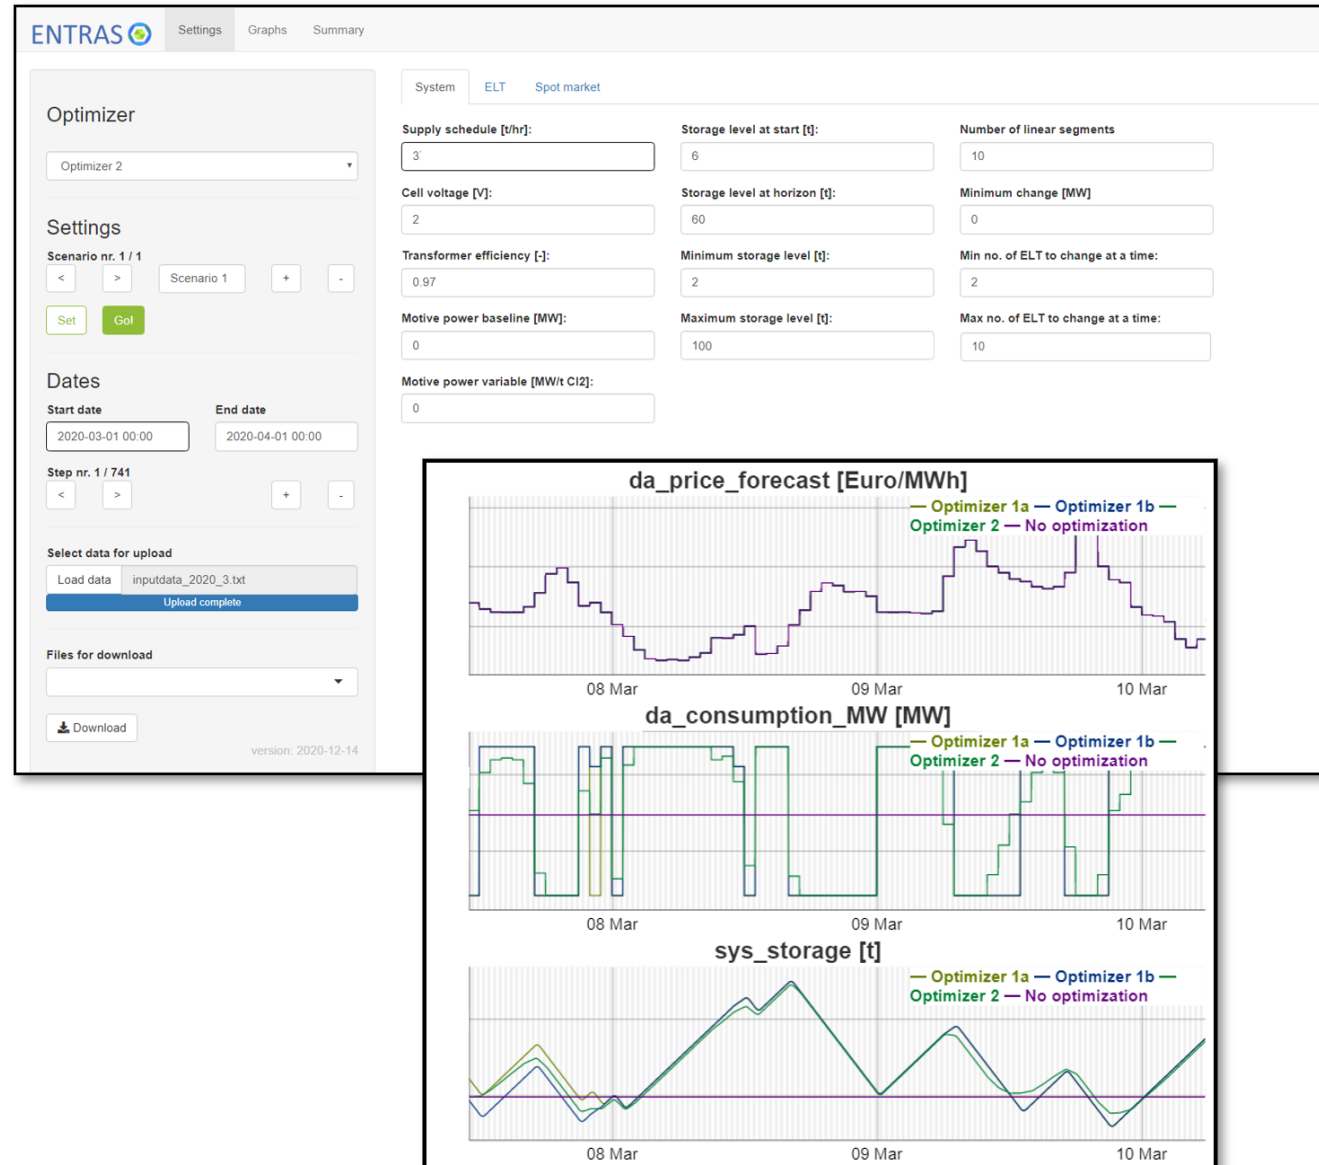 ENTRAS Settings Graphs Summary
Optimizer
Optimizer 2
Settings
Scenario nr. 1 / 1
< > Scenario 1 + -
Set Go!
Dates
Start date End date
2020-03-01 00:00 2020-04-01 00:00
Step nr. 1 / 741
< > + -
Select data for upload
Load data inputdata_2020_3.txt
Upload complete
Files for download
Download
version: 2020-12-14
System ELT Spot market
Supply schedule [t/hr]: Storage level at start [t]: Number of linear segments
6 10
Cell voltage [V]: Storage level at horizon [t]: Minimum change [MW]
2 60 0
Transformer efficiency [-]: Minimum storage level [t]: Min no. of ELT to change at a time:
0.97 2 2
Motive power baseline [MW]: Maximum storage level [t]: Max no. of ELT to change at a time:
0 100 10
Motive power variable [MW/t Cl2]:
0
da_price_forecast [Euro/MWh]
— Optimizer 1a — Optimizer 1b —
Optimizer 2 — No optimization
08 Mar 09 Mar 10 Mar
da_consumption_MW [MW]
— Optimizer 1a — Optimizer 1b —
Optimizer 2 — No optimization
08 Mar 09 Mar 10 Mar
sys_storage [t]
— Optimizer 1a — Optimizer 1b —
Optimizer 2 — No optimization
08 Mar 09 Mar 10 Mar